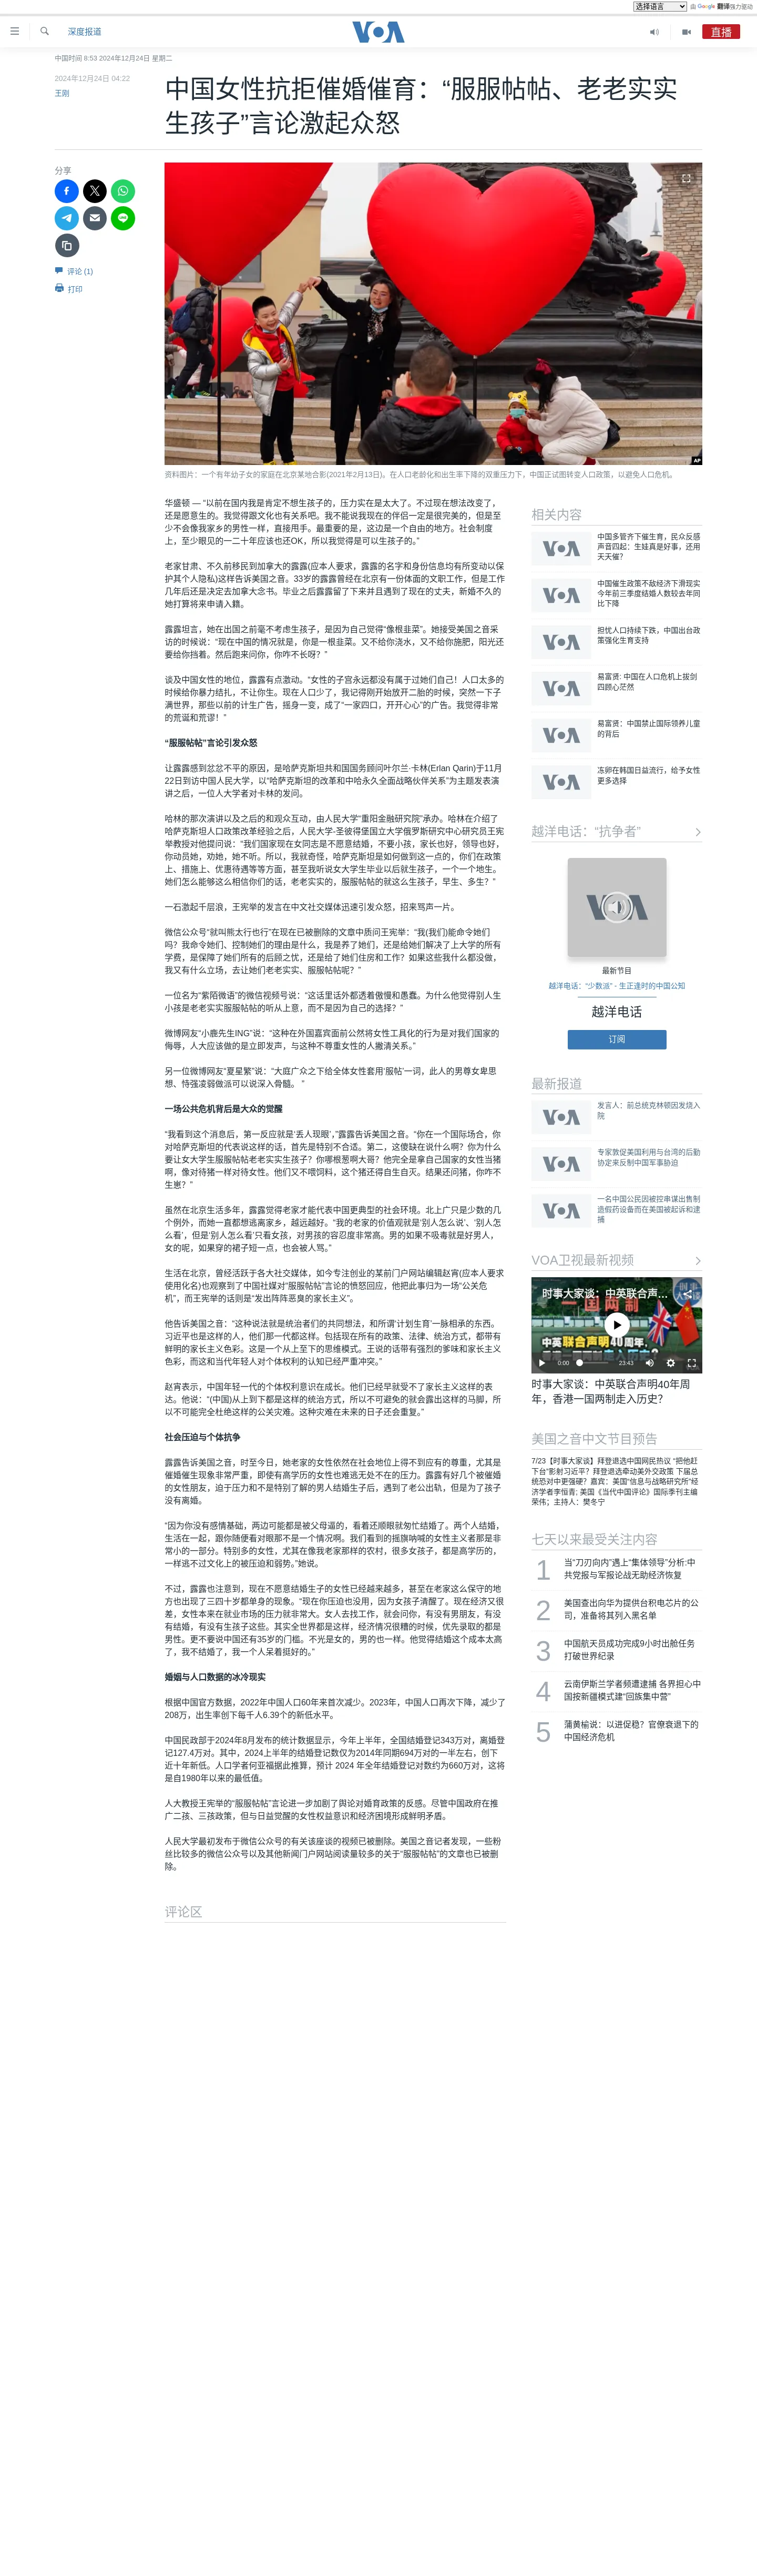 选择语言
由 Google 翻译强力驱动
深度报道
VOA
直播
中国时间 8:53 2024年12月24日 星期二
2024年12月24日 04:22
王刚
中国女性抗拒催婚催育：“服服帖帖、老老实实
生孩子”言论激起众怒
分享
评论 (1)
打印
AP
资料图片：一个有年幼子女的家庭在北京某地合影(2021年2月13日)。在人口老龄化和出生率下降的双重压力下，中国正试图转变人口政策，以避免人口危机。
华盛顿 — “以前在国内我是肯定不想生孩子的，压力实在是太大了。不过现在想法改变了，
还是愿意生的。我觉得跟文化也有关系吧。我不能说我现在的伴侣一定是很完美的，但是至
少不会像我家乡的男性一样，直接甩手。最重要的是，这边是一个自由的地方。社会制度
上，至少眼见的一二十年应该也还OK，所以我觉得是可以生孩子的。”
老家甘肃、不久前移民到加拿大的露露(应本人要求，露露的名字和身份信息均有所变动以保
护其个人隐私)这样告诉美国之音。33岁的露露曾经在北京有一份体面的文职工作，但是工作
几年后还是决定去加拿大念书。毕业之后露露留了下来并且遇到了现在的丈夫，新婚不久的
她打算将来申请入籍。
露露坦言，她在出国之前毫不考虑生孩子，是因为自己觉得“像根韭菜”。她接受美国之音采
访的时候说：“现在中国的情况就是，你是一根韭菜。又不给你浇水，又不给你施肥，阳光还
要给你挡着。然后跑来问你，你咋不长呀？ ”
谈及中国女性的地位，露露有点激动。“女性的子宫永远都没有属于过她们自己！人口太多的
时候给你暴力结扎，不让你生。现在人口少了，我记得刚开始放开二胎的时候，突然一下子
满世界，那些以前的计生广告，摇身一变，成了“一家四口，开开心心”的广告。我觉得非常
的荒诞和荒谬！ ”
“服服帖帖”言论引发众怒
让露露感到忿忿不平的原因，是哈萨克斯坦共和国国务顾问叶尔兰·卡林(Erlan Qarin)于11月
22日到访中国人民大学，以“哈萨克斯坦的改革和中哈永久全面战略伙伴关系”为主题发表演
讲之后，一位人大学者对卡林的发问。
哈林的那次演讲以及之后的和观众互动，由人民大学“重阳金融研究院”承办。哈林在介绍了
哈萨克斯坦人口政策改革经验之后，人民大学-圣彼得堡国立大学俄罗斯研究中心研究员王宪
举教授对他提问说：“我们国家现在女同志是不愿意结婚，不要小孩，家长也好，领导也好，
你动员她，劝她，她不听。所以，我就奇怪，哈萨克斯坦是如何做到这一点的，你们在政策
上、措施上、优惠待遇等等方面，甚至我听说女大学生毕业以后就生孩子，一个一个地生。
她们怎么能够这么相信你们的话，老老实实的，服服帖帖的就这么生孩子，早生、多生？ ”
一石激起千层浪，王宪举的发言在中文社交媒体迅速引发众怒，招来骂声一片。
微信公众号“就叫熊太行也行”在现在已被删除的文章中质问王宪举：“我(我们)能命令她们
吗？我命令她们、控制她们的理由是什么，我是养了她们，还是给她们解决了上大学的所有
学费，是保障了她们所有的后顾之忧，还是给了她们住房和工作？如果这些我什么都没做，
我又有什么立场，去让她们老老实实、服服帖帖呢？ ”
一位名为“紫陌微语”的微信视频号说：“这话里话外都透着傲慢和愚蠢。为什么他觉得别人生
小孩是老老实实服服帖帖的听从上意，而不是因为自己的选择？ ”
微博网友“小鹿先生ING”说：“这种在外国嘉宾面前公然将女性工具化的行为是对我们国家的
侮辱，人大应该做的是立即发声，与这种不尊重女性的人撇清关系。”
另一位微博网友“夏星繁”说：“大庭广众之下给全体女性套用‘服帖’一词，此人的男尊女卑思
想、恃强凌弱做派可以说深入骨髓。 ”
一场公共危机背后是大众的觉醒
“我看到这个消息后，第一反应就是‘丢人现眼’，”露露告诉美国之音。“你在一个国际场合，你
对哈萨克斯坦的代表说这样的话，首先是特别不合适。第二，这傻缺在说什么啊？你为什么
要让女大学生服服帖帖老老实实生孩子？你哪根葱啊大哥？他完全是拿自己国家的女性当猪
啊，像对待猪一样对待女性。他们又不喂饲料，这个猪还得自生自灭。结果还问猪，你咋不
生崽？ ”
虽然在北京生活多年，露露觉得老家才能代表中国更典型的社会环境。北上广只是少数的几
个例外，而她一直都想逃离家乡，越远越好。“我的老家的价值观就是‘别人怎么说’、‘别人怎
么看’，但是‘别人怎么看’只看女孩，对男孩的容忍度非常高。男的如果不吸毒就是好男人，
女的呢，如果穿的裙子短一点，也会被人骂。”
生活在北京，曾经活跃于各大社交媒体，如今专注创业的某前门户网站编辑赵宵(应本人要求
使用化名)也观察到了中国社媒对“服服帖帖”言论的愤怒回应，他把此事归为一场“公关危
机”，而王宪举的话则是“发出阵阵恶臭的家长主义”。
他告诉美国之音：“这种说法就是统治者们的共同想法，和所谓‘计划生育’一脉相承的东西。
习近平也是这样的人，他们那一代都这样。包括现在所有的政策、法律、统治方式，都带有
鲜明的家长主义色彩。这是一个从上至下的思维模式。王说的话带有强烈的爹味和家长主义
色彩，而这和当代年轻人对个体权利的认知已经严重冲突。”
赵宵表示，中国年轻一代的个体权利意识在成长。他们已经早就受不了家长主义这样的表
达。他说：“(中国)从上到下都是这样的统治方式，所以不可避免的就会露出这样的马脚，所
以不可能完全杜绝这样的公关灾难。这种灾难在未来的日子还会重复。”
社会压迫与个体抗争
露露告诉美国之音，时至今日，她老家的女性依然在社会地位上得不到应有的尊重，尤其是
催婚催生现象非常严重，即使有高学历的女性也难逃无处不在的压力。露露有好几个被催婚
的女性朋友，迫于压力和不是特别了解的男人结婚生子后，遇到了老公出轨，但是为了孩子
没有离婚。
“因为你没有感情基础，两边可能都是被父母逼的，看着还顺眼就匆忙结婚了。两个人结婚，
生活在一起，跟你随便看对眼那不是一个情况啊。我们看到的摇旗呐喊的女性主义者那是非
常小的一部分。特别多的女性，尤其在像我老家那样的农村，很多女孩子，都是高学历的，
一样逃不过文化上的被压迫和弱势。”她说。
不过，露露也注意到，现在不愿意结婚生子的女性已经越来越多，甚至在老家这么保守的地
方也出现了三四十岁都单身的现象。“现在你压迫也没用，因为女孩子清醒了。现在经济又很
差，女性本来在就业市场的压力就非常大。女人去找工作，就会问你，有没有男朋友，有没
有结婚，有没有生孩子这些。其实全世界都是这样，经济情况很糟的时候，优先录取的都是
男性。更不要说中国还有35岁的门槛。不光是女的，男的也一样。他觉得结婚这个成本太高
了，我不结婚了，我一个人呆着挺好的。”
婚姻与人口数据的冰冷现实
根据中国官方数据，2022年中国人口60年来首次减少。2023年，中国人口再次下降，减少了
208万，出生率创下每千人6.39个的新低水平。
中国民政部于2024年8月发布的统计数据显示，今年上半年，全国结婚登记343万对，离婚登
记127.4万对。其中，2024上半年的结婚登记数仅为2014年同期694万对的一半左右，创下
近十年新低。人口学者何亚福据此推算，预计 2024 年全年结婚登记对数约为660万对，这将
是自1980年以来的最低值。
人大教授王宪举的“服服帖帖”言论进一步加剧了舆论对婚育政策的反感。尽管中国政府在推
广二孩、三孩政策，但与日益觉醒的女性权益意识和经济困境形成鲜明矛盾。
人民大学最初发布于微信公众号的有关该座谈的视频已被删除。美国之音记者发现，一些粉
丝比较多的微信公众号以及其他新闻门户网站阅读量较多的关于“服服帖帖”的文章也已被删
除。
评论区
相关内容
中国多管齐下催生育，民众反感
声音四起：生娃真是好事，还用
天天催？
中国催生政策不敌经济下滑现实
今年前三季度结婚人数较去年同
比下降
担忧人口持续下跌，中国出台政
策强化生育支持
易富贤: 中国在人口危机上拔剑
四顾心茫然
易富贤：中国禁止国际领养儿童
的背后
冻卵在韩国日益流行，给予女性
更多选择
越洋电话：“抗争者”
最新节目
越洋电话：“少数派” - 生正逢时的中国公知
越洋电话
订阅
最新报道
发言人：前总统克林顿因发烧入
院
专家敦促美国利用与台湾的后勤
协定来反制中国军事胁迫
一名中国公民因被控串谋出售制
造假药设备而在美国被起诉和逮
捕
VOA卫视最新视频
时事大家谈：中英联合声…
一国两制
中英联合声明40周年,
0:00
23:43
时事大家谈：中英联合声明40年周
年，香港一国两制走入历史？
美国之音中文节目预告
7/23【时事大家谈】拜登退选中国网民热议 “把他赶
下台”影射习近平？拜登退选牵动美外交政策 下届总
统恐对中更强硬？嘉宾：美国“信息与战略研究所”经
济学者李恒青; 美国《当代中国评论》国际季刊主编
荣伟；主持人：樊冬宁
七天以来最受关注内容
1
当“刀刃向内”遇上“集体领导”分析:中
共党报与军报论战无助经济恢复
2
美国查出向华为提供台积电芯片的公
司，准备将其列入黑名单
3
中国航天员成功完成9小时出舱任务
打破世界纪录
4
云南伊斯兰学者频遭逮捕 各界担心中
国按新疆模式建“回族集中营”
5
蒲黄榆说：以进促稳？官僚衰退下的
中国经济危机